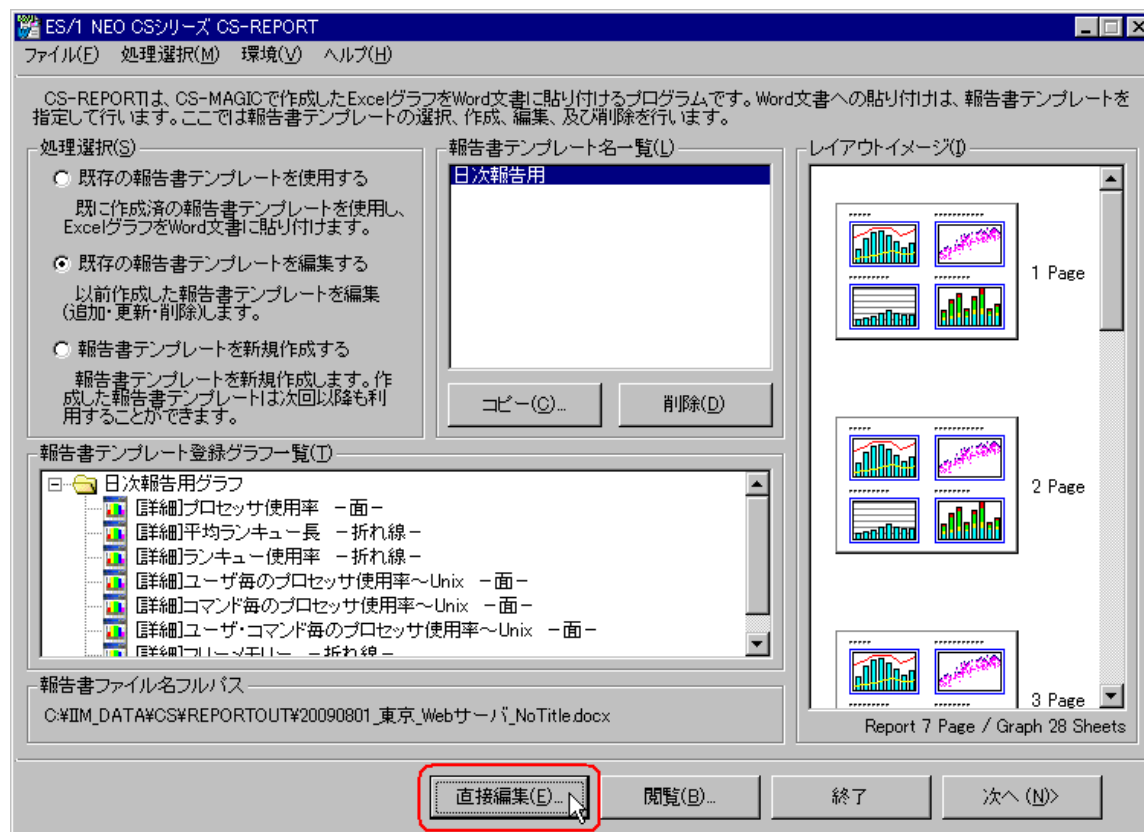 ES/1 NEO CSシリーズ CS-REPORT
ファイル(F) 処理選択(M) 環境(V) ヘルプ(H)
CS-REPORTは、CS-MAGICで作成したExcelグラフをWord文書に貼り付けるプログラムです。Word文書への貼り付けは、報告書テンプレートを
指定して行います。ここでは報告書テンプレートの選択、作成、編集、及び削除を行います。
処理選択(S)
既存の報告書テンプレートを使用する
既に作成済の報告書テンプレートを使用し、
ExcelグラフをWord文書に貼り付けます。
既存の報告書テンプレートを編集する
以前作成した報告書テンプレートを編集
(追加・更新・削除)します。
報告書テンプレートを新規作成する
報告書テンプレートを新規作成します。作
成した報告書テンプレートは次回以降も利
用することができます。
報告書テンプレート名一覧(L)
日次報告用
コピー(C)...
削除(D)
レイアウトイメージ(I)
1 Page
2 Page
3 Page
Report 7 Page / Graph 28 Sheets
報告書テンプレート登録グラフ一覧(T)
日次報告用グラフ
[詳細]プロセッサ使用率 －面－
[詳細]平均ランキュー長 －折れ線－
[詳細]ランキュー使用率 －折れ線－
[詳細]ユーザ毎のプロセッサ使用率～Unix －面－
[詳細]コマンド毎のプロセッサ使用率～Unix －面－
[詳細]ユーザ・コマンド毎のプロセッサ使用率～Unix －面－
[詳細]フリーメモリー －折れ線－
報告書ファイル名フルパス
C:¥IIM_DATA¥CS¥REPORTOUT¥20090801_東京_Webサーバ_NoTitle.docx
直接編集(E)...
閲覧(B)...
終了
次へ (N)>